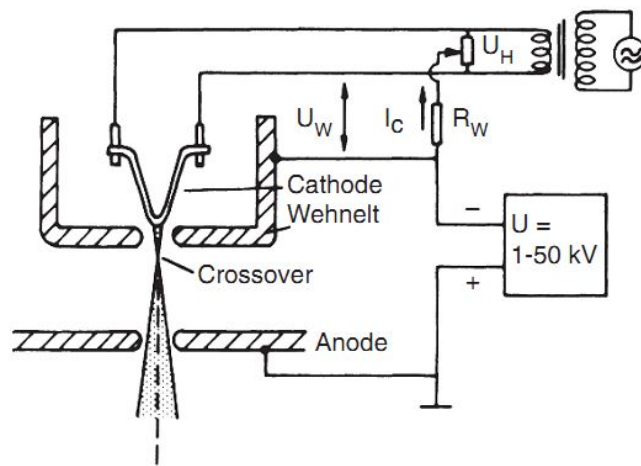 U_H
U_W
I_C
R_W
Cathode
Wehnelt
Crossover
−
U =
1-50 kV
+
Anode